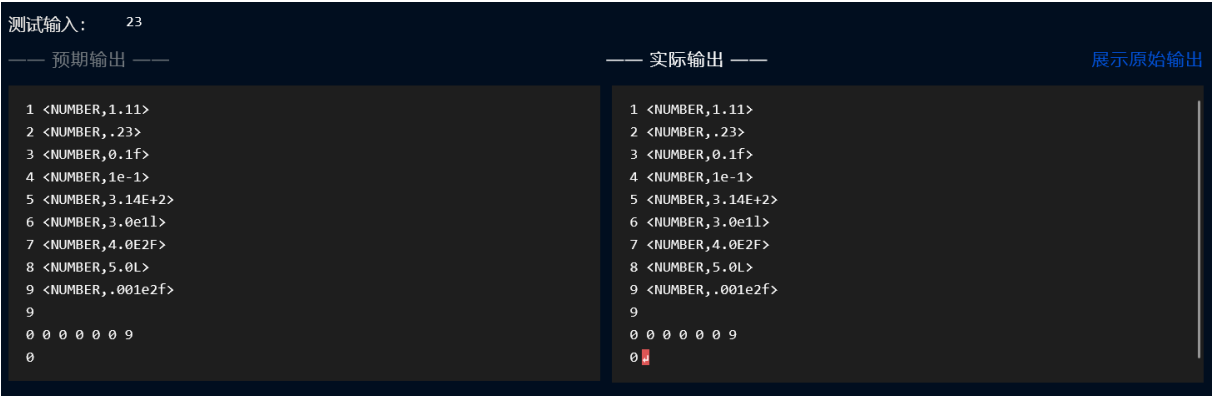 测试输入: 23
—— 预期输出 —— —— 实际输出 —— 展示原始输出
1 <NUMBER,1.11>
2 <NUMBER,.23>
3 <NUMBER,0.1f>
4 <NUMBER,1e-1>
5 <NUMBER,3.14E+2>
6 <NUMBER,3.0e1l>
7 <NUMBER,4.0E2F>
8 <NUMBER,5.0L>
9 <NUMBER,.001e2f>
9
0 0 0 0 0 0 9
0
1 <NUMBER,1.11>
2 <NUMBER,.23>
3 <NUMBER,0.1f>
4 <NUMBER,1e-1>
5 <NUMBER,3.14E+2>
6 <NUMBER,3.0e1l>
7 <NUMBER,4.0E2F>
8 <NUMBER,5.0L>
9 <NUMBER,.001e2f>
9
0 0 0 0 0 0 9
0↵